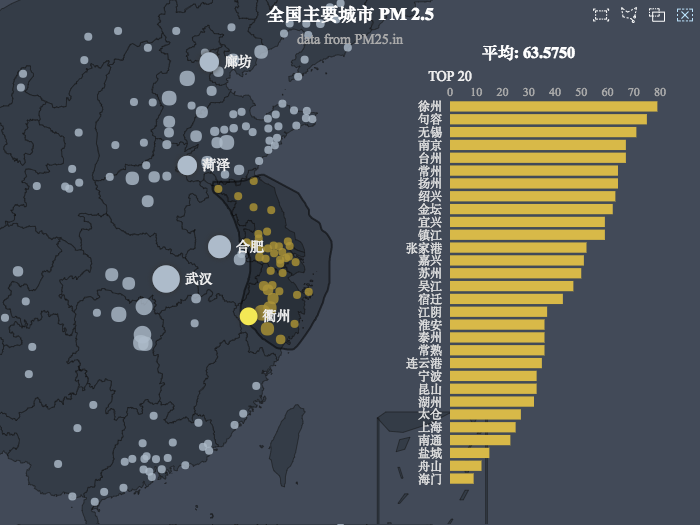 全国主要城市 PM 2.5
data from PM25.in
平均: 63.5750
TOP 20
0 10 20 30 40 50 60 70 80
徐州
句容
无锡
南京
台州
常州
扬州
绍兴
金坛
宜兴
镇江
张家港
嘉兴
苏州
吴江
宿迁
江阴
淮安
泰州
常熟
连云港
宁波
昆山
湖州
太仓
上海
南通
盐城
舟山
海门
廊坊
菏泽
合肥
武汉
衢州